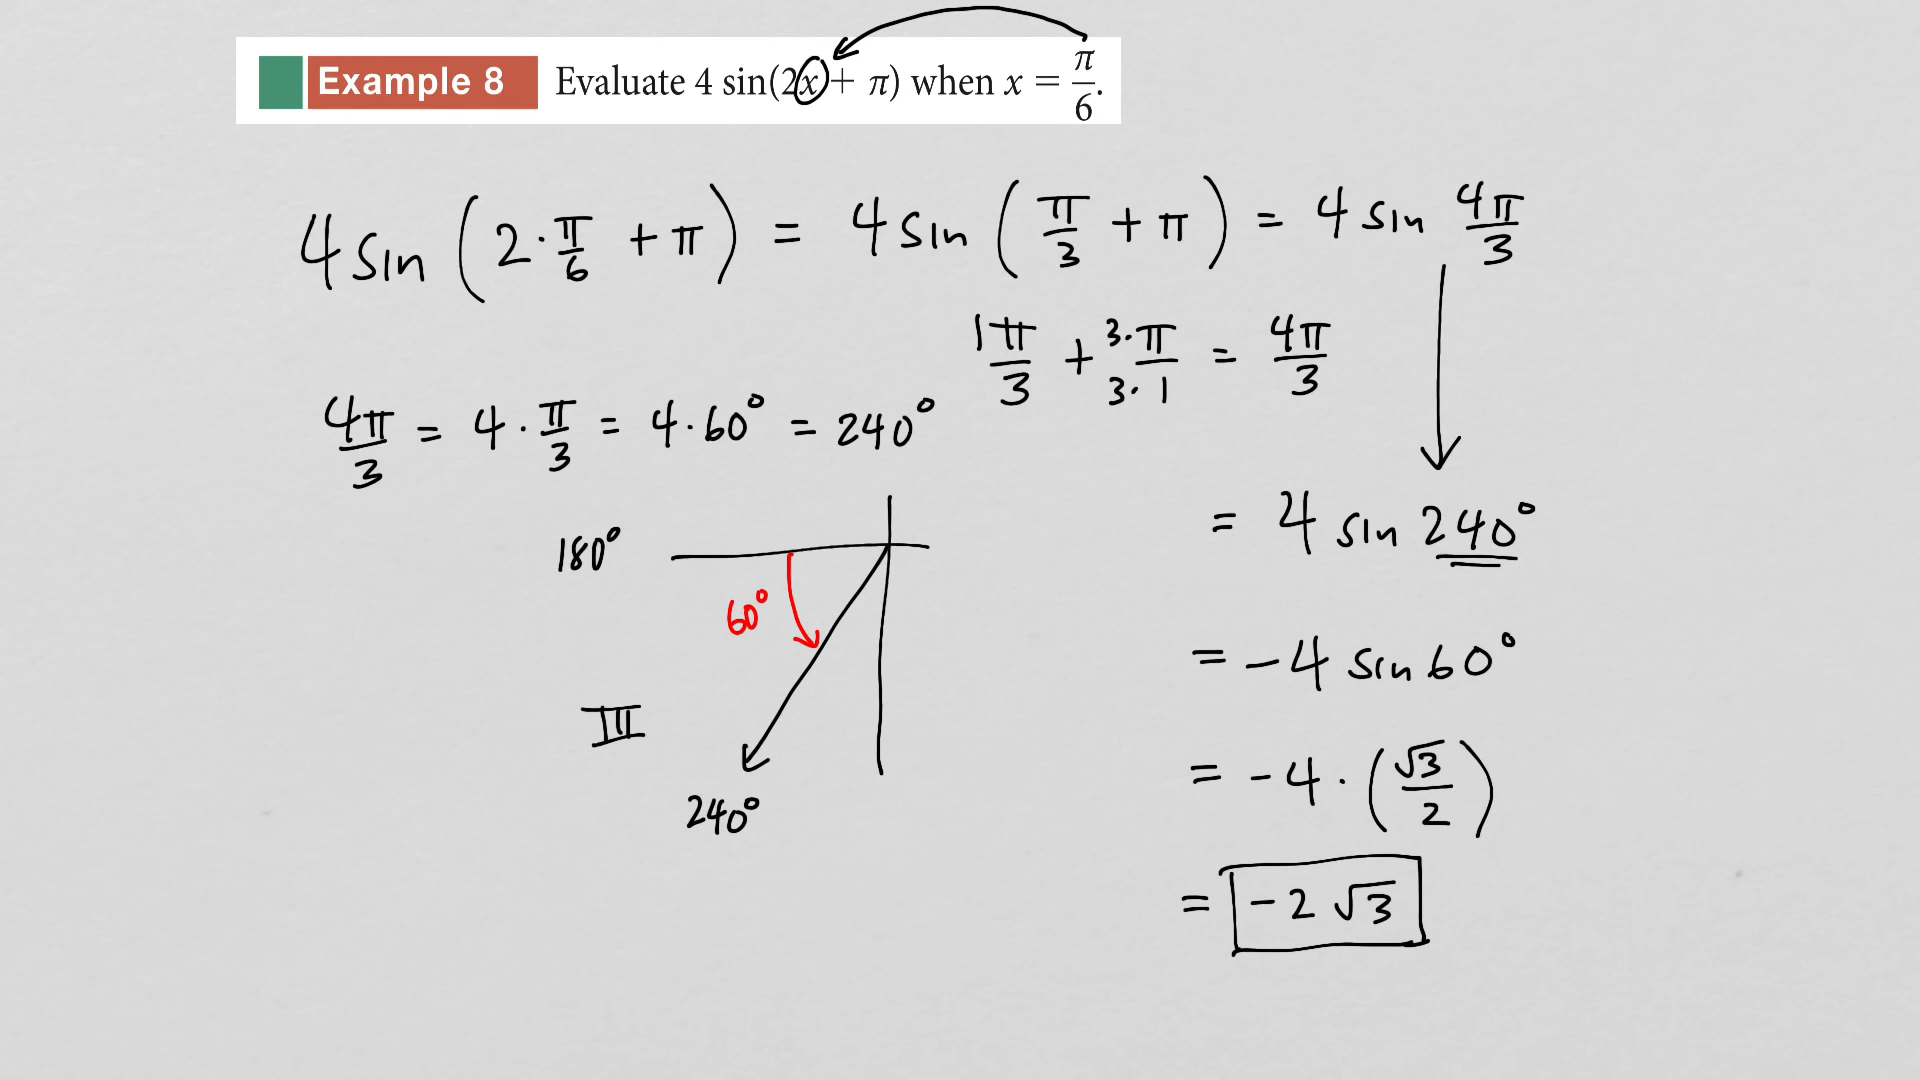 Example 8 Evaluate 4 sin(2x + π) when x = π/6.
4 sin (2 · π/6 + π) = 4 sin (π/3 + π) = 4 sin 4π/3
1π/3 + 3·π/3·1 = 4π/3
4π/3 = 4 · π/3 = 4 · 60° = 240°
= 4 sin 240°
180°
60°
= -4 sin 60°
III
= -4 · (√3/2)
240°
= -2 √3